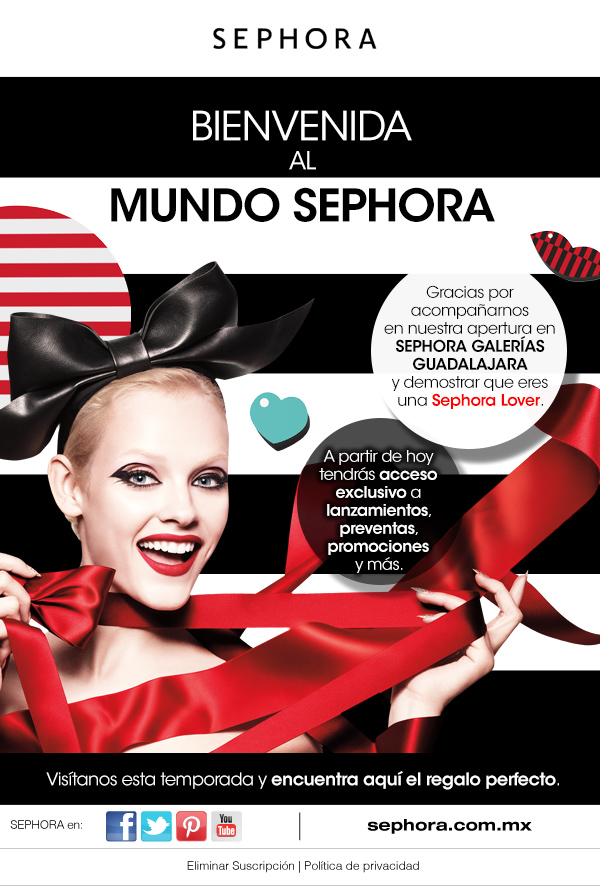 SEPHORA
BIENVENIDA
AL
MUNDO SEPHORA
Gracias por
acompañarnos
en nuestra apertura en
SEPHORA GALERÍAS
GUADALAJARA
y demostrar que eres
una Sephora Lover.
A partir de hoy
tendrás acceso
exclusivo a
lanzamientos,
preventas,
promociones
y más.
Visítanos esta temporada y encuentra aquí el regalo perfecto.
SEPHORA en:
You
Tube
sephora.com.mx
Eliminar Suscripción | Política de privacidad